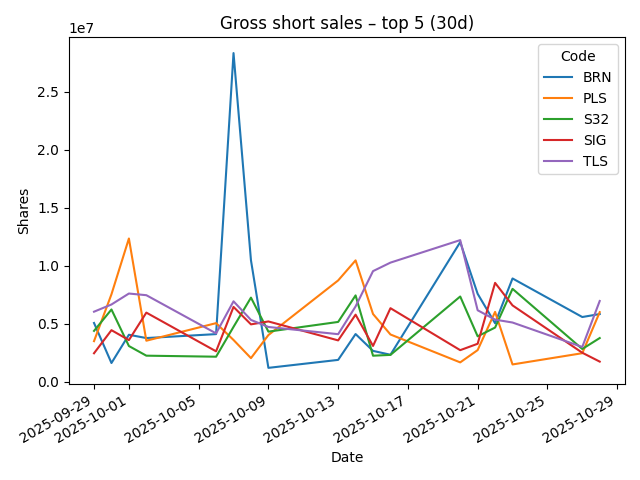 Gross short sales – top 5 (30d)
1e7
Code
BRN
PLS
S32
SIG
TLS
2.5
2.0
1.5
1.0
0.5
0.0
Shares
2025-09-29
2025-10-01
2025-10-05
2025-10-09
2025-10-13
2025-10-17
2025-10-21
2025-10-25
2025-10-29
Date